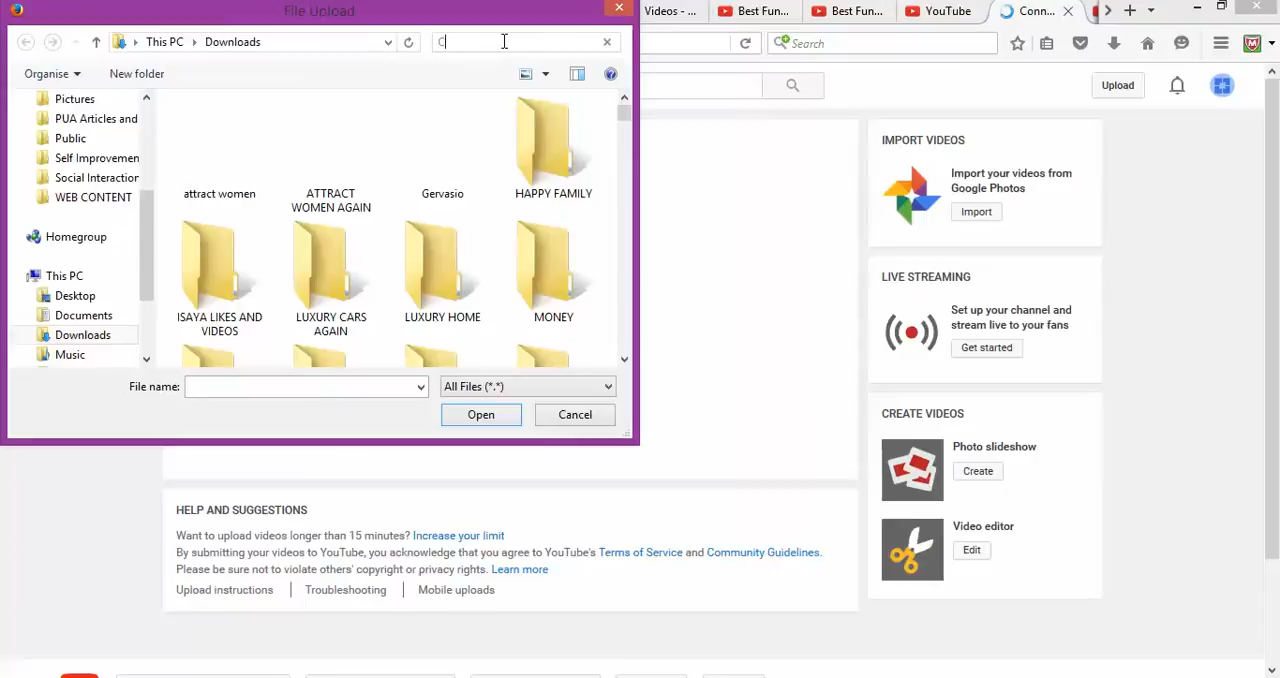 File Upload
Videos - ...
Best Fun...
Best Fun...
YouTube
Conn...
This PC
Downloads
C
Search
Organise
New folder
Upload
Pictures
PUA Articles and
Public
Self Improvemen
Social Interaction
WEB CONTENT
Homegroup
This PC
Desktop
Documents
Downloads
Music
attract women
ATTRACT
WOMEN AGAIN
Gervasio
HAPPY FAMILY
ISAYA LIKES AND
VIDEOS
LUXURY CARS
AGAIN
LUXURY HOME
MONEY
File name:
All Files (*.*)
Open
Cancel
IMPORT VIDEOS
Import your videos from
Google Photos
Import
LIVE STREAMING
Set up your channel and
stream live to your fans
Get started
CREATE VIDEOS
Photo slideshow
Create
Video editor
Edit
HELP AND SUGGESTIONS
Want to upload videos longer than 15 minutes? Increase your limit
By submitting your videos to YouTube, you acknowledge that you agree to YouTube's Terms of Service and Community Guidelines.
Please be sure not to violate others' copyright or privacy rights. Learn more
Upload instructions
Troubleshooting
Mobile uploads